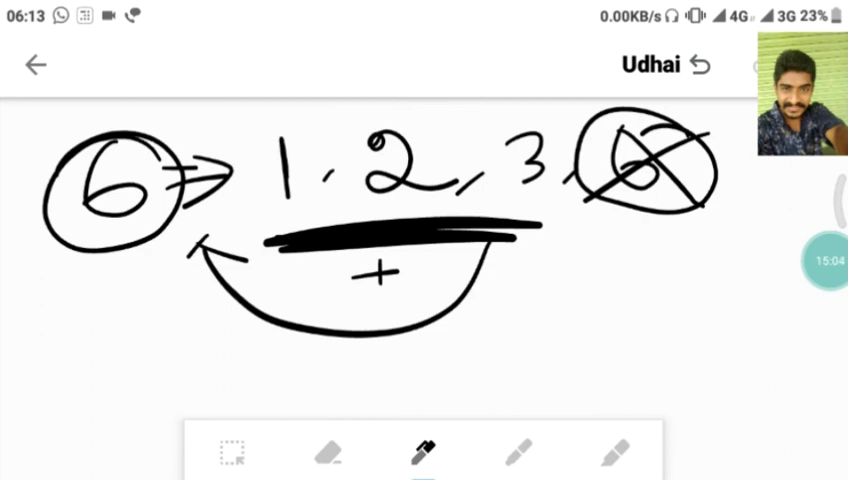 06:13 0.00KB/s 4G 3G 23%
Udhai
6 ⇒ 1, 2, 3, 6
+
15:04